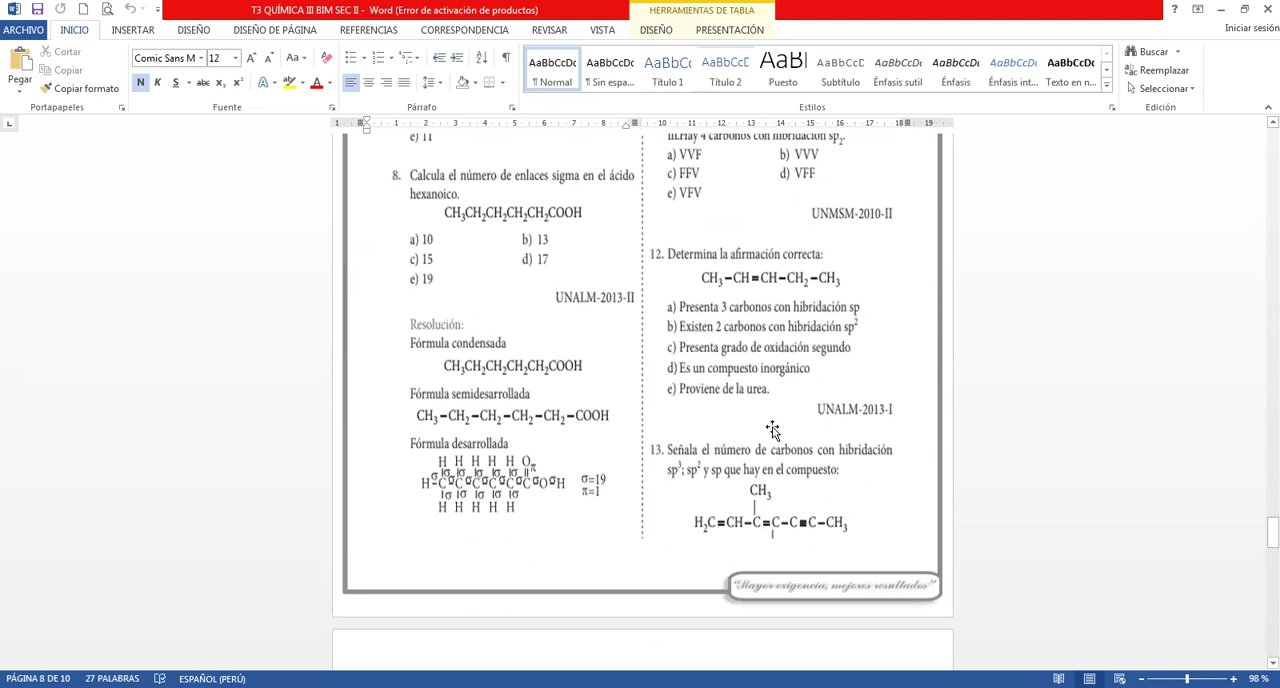 T3 QUÍMICA III BIM SEC II - Word (Error de activación de productos)
HERRAMIENTAS DE TABLA
ARCHIVO INICIO INSERTAR DISEÑO DISEÑO DE PÁGINA REFERENCIAS CORRESPONDENCIA REVISAR VISTA DISEÑO PRESENTACIÓN
Iniciar sesión
Pegar
Cortar
Copiar
Copiar formato
Portapapeles
Comic Sans M 12
Fuente
Párrafo
AaBbCcDc AaBbCcDc AaBbCc AaBbCcD AaBl AaBbCcD AaBbCcDc AaBbCcDc AaBbCcDc AaBbCcDc
¶ Normal ¶ Sin espa... Título 1 Título 2 Puesto Subtítulo Énfasis sutil Énfasis Énfasis int... Texto en n...
Estilos
Buscar
Reemplazar
Seleccionar
Edición
e) 11
8. Calcula el número de enlaces sigma en el ácido
hexanoico.
CH₃CH₂CH₂CH₂CH₂COOH
a) 10 b) 13
c) 15 d) 17
e) 19
UNALM-2013-II
Resolución:
Fórmula condensada
CH₃CH₂CH₂CH₂CH₂COOH
Fórmula semidesarrollada
CH₃–CH₂–CH₂–CH₂–CH₂–COOH
Fórmula desarrollada
H H H H H O π
H σ C σ C σ C σ C σ C σ C σ O σ H
H H H H H
σ=19
π=1
III. Hay 4 carbonos con hibridación sp₂.
a) VVF b) VVV
c) FFV d) VFF
e) VFV
UNMSM-2010-II
12. Determina la afirmación correcta:
CH₃–CH=CH–CH₂–CH₃
a) Presenta 3 carbonos con hibridación sp
b) Existen 2 carbonos con hibridación sp²
c) Presenta grado de oxidación segundo
d) Es un compuesto inorgánico
e) Proviene de la urea.
UNALM-2013-I
13. Señala el número de carbonos con hibridación
sp³; sp² y sp que hay en el compuesto:
CH₃
|
H₂C=CH–C=C–C≡C–CH₃
"Mayor exigencia, mejores resultados"
PÁGINA 8 DE 10 27 PALABRAS ESPAÑOL (PERÚ) 98 %